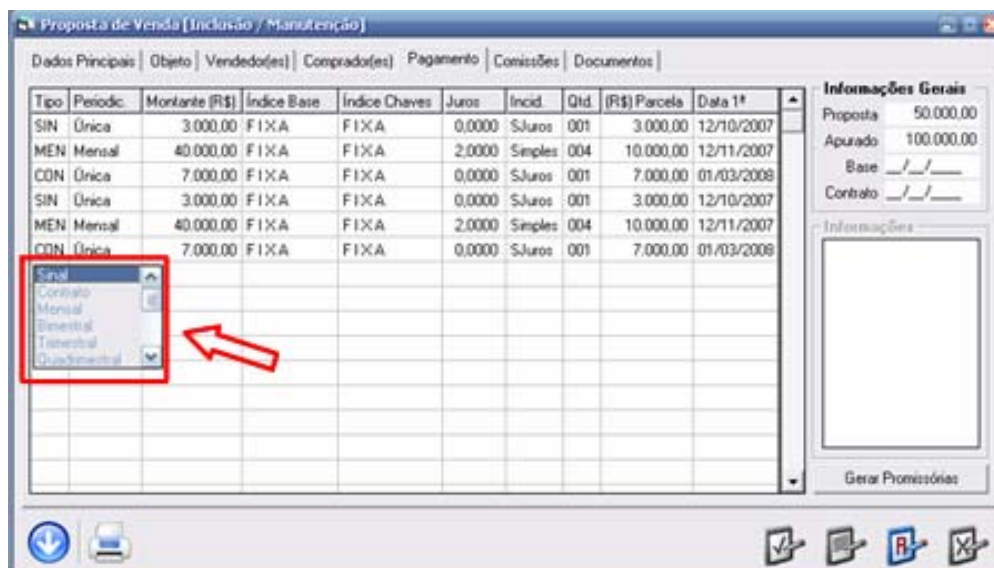 Proposta de Venda [Inclusão / Manutenção]
Dados Principais | Objeto | Vendedor(es) | Comprador(es) | Pagamento | Comissões | Documentos
Tipo Periodic. Montante (R$) Índice Base Índice Chaves Juros Incid. Qtd. (R$) Parcela Data 1ª
SIN Única 3.000,00 FIXA FIXA 0,0000 SJuros 001 3.000,00 12/10/2007
MEN Mensal 40.000,00 FIXA FIXA 2,0000 Simples 004 10.000,00 12/11/2007
CON Única 7.000,00 FIXA FIXA 0,0000 SJuros 001 7.000,00 01/03/2008
SIN Única 3.000,00 FIXA FIXA 0,0000 SJuros 001 3.000,00 12/10/2007
MEN Mensal 40.000,00 FIXA FIXA 2,0000 Simples 004 10.000,00 12/11/2007
CON Única 7.000,00 FIXA FIXA 0,0000 SJuros 001 7.000,00 01/03/2008
Sinal
Contrato
Mensal
Bimestral
Trimestral
Quadrimestral
Informações Gerais
Proposta 50.000,00
Apurado 100.000,00
Base __/__/____
Contrato __/__/____
Informações
Gerar Promissórias
R